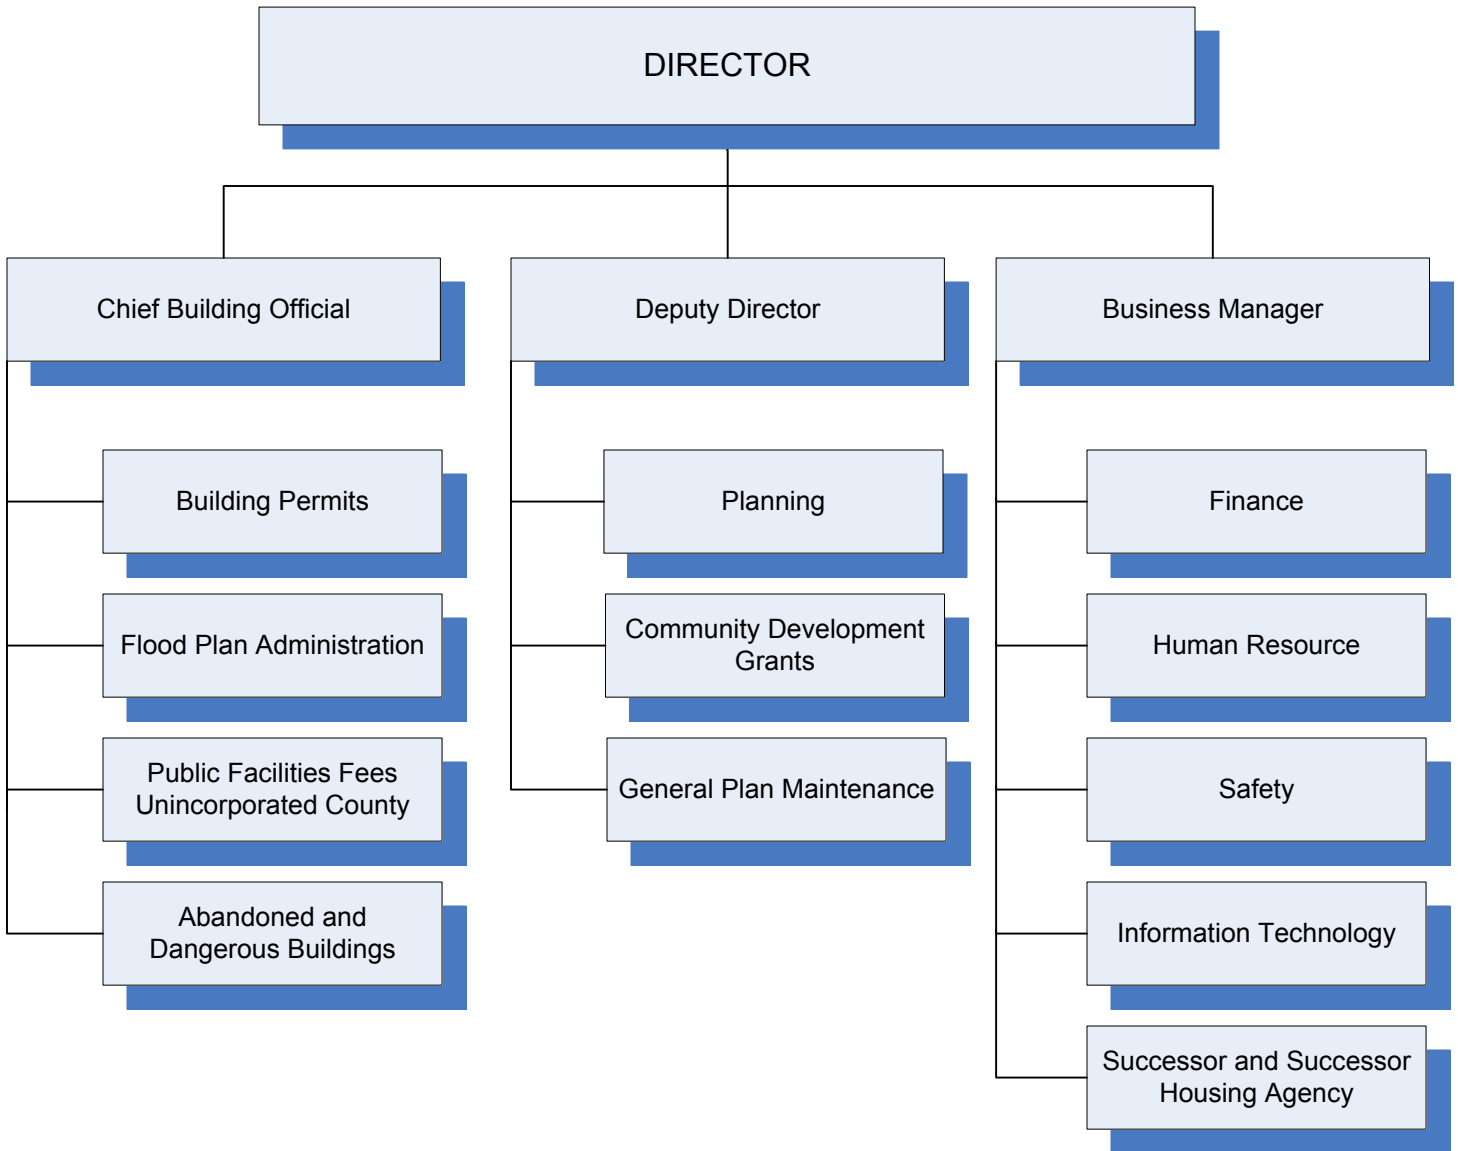 DIRECTOR
Chief Building Official
Deputy Director
Business Manager
Building Permits
Flood Plan Administration
Public Facilities Fees
Unincorporated County
Abandoned and
Dangerous Buildings
Planning
Community Development
Grants
General Plan Maintenance
Finance
Human Resource
Safety
Information Technology
Successor and Successor
Housing Agency